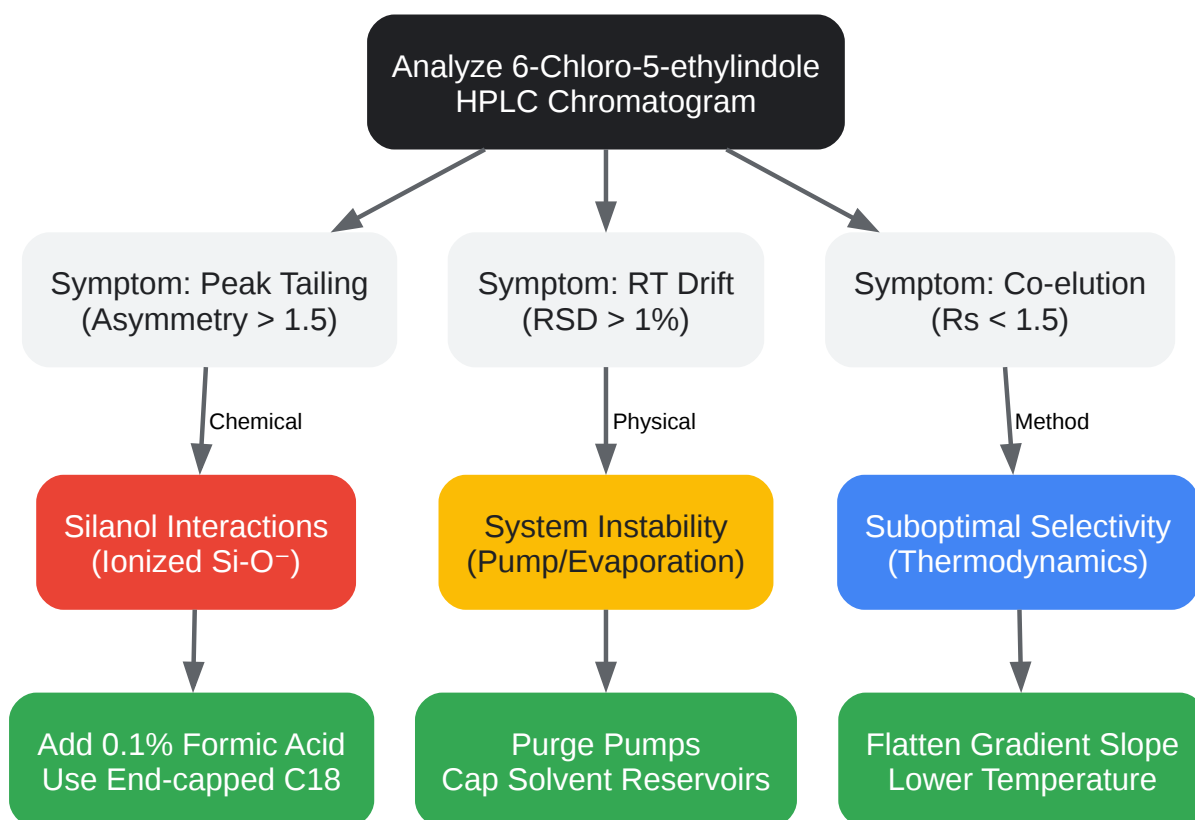 Analyze 6-Chloro-5-ethylindole
HPLC Chromatogram
Symptom: Peak Tailing
(Asymmetry > 1.5)
Symptom: RT Drift
(RSD > 1%)
Symptom: Co-elution
(Rs < 1.5)
Chemical
Physical
Method
Silanol Interactions
(Ionized Si-O⁻)
System Instability
(Pump/Evaporation)
Suboptimal Selectivity
(Thermodynamics)
Add 0.1% Formic Acid
Use End-capped C18
Purge Pumps
Cap Solvent Reservoirs
Flatten Gradient Slope
Lower Temperature